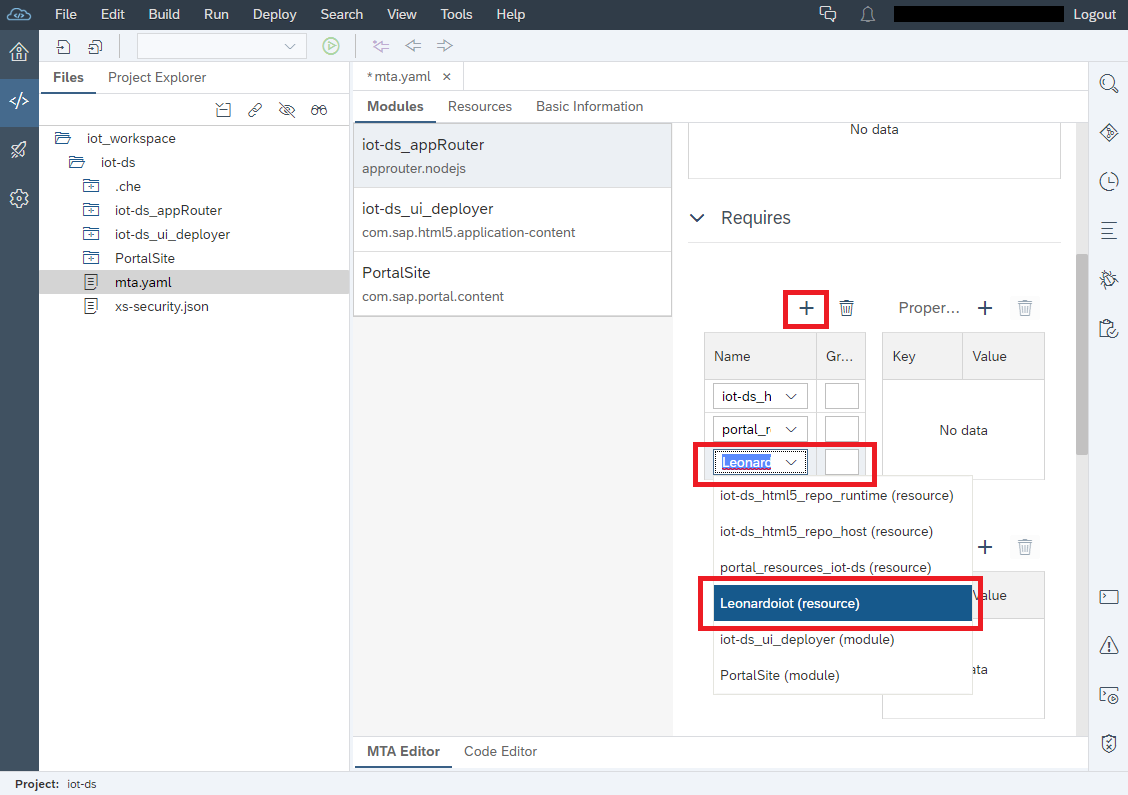 File Edit Build Run Deploy Search View Tools Help Logout
Files Project Explorer
* mta.yaml ×
Modules Resources Basic Information
iot_workspace
iot-ds
.che
iot-ds_appRouter
iot-ds_ui_deployer
PortalSite
mta.yaml
xs-security.json
iot-ds_appRouter
approuter.nodejs
iot-ds_ui_deployer
com.sap.html5.application-content
PortalSite
com.sap.portal.content
No data
Requires
Proper...
Name Gr... Key Value
iot-ds_h
portal_r
No data
Leonard
iot-ds_html5_repo_runtime (resource)
iot-ds_html5_repo_host (resource)
portal_resources_iot-ds (resource)
Leonardoiot (resource)
Value
iot-ds_ui_deployer (module)
PortalSite (module)
ata
MTA Editor Code Editor
Project: iot-ds